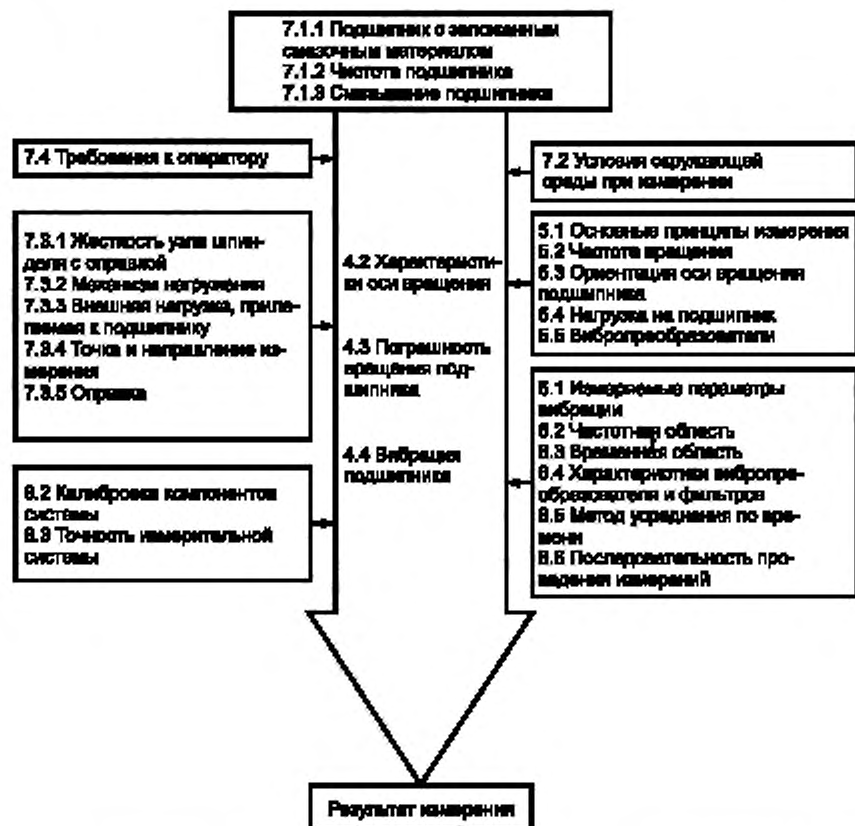 7.1.1 Подшипник с заложенным
смазочным материалом
7.1.2 Чистота подшипника
7.1.3 Смазывание подшипника
7.4 Требования к оператору
7.2 Условия окружающей
среды при измерении
7.3.1 Жесткость узла шпин-
деля с оправкой
7.3.2 Механизм нагружения
7.3.3 Внешняя нагрузка, прила-
гаемая к подшипнику
7.3.4 Точка и направление из-
мерения
7.3.5 Оправка
4.2 Характеристи-
ки оси вращения
4.3 Погрешность
вращения под-
шипника
4.4 Вибрация
подшипника
5.1 Основные принципы измерения
5.2 Частота вращения
5.3 Ориентация оси вращения
подшипника
5.4 Нагрузка на подшипник
5.5 Вибропреобразователи
6.1 Измеряемые параметры
вибрации
6.2 Частотная область
6.3 Временная область
6.4 Характеристики вибропре-
образователя и фильтров
6.5 Метод усреднения по вре-
мени
6.6 Последовательность про-
ведения измерений
8.2 Калибровка компонентов
системы
8.3 Точность измерительной
системы
Результат измерения